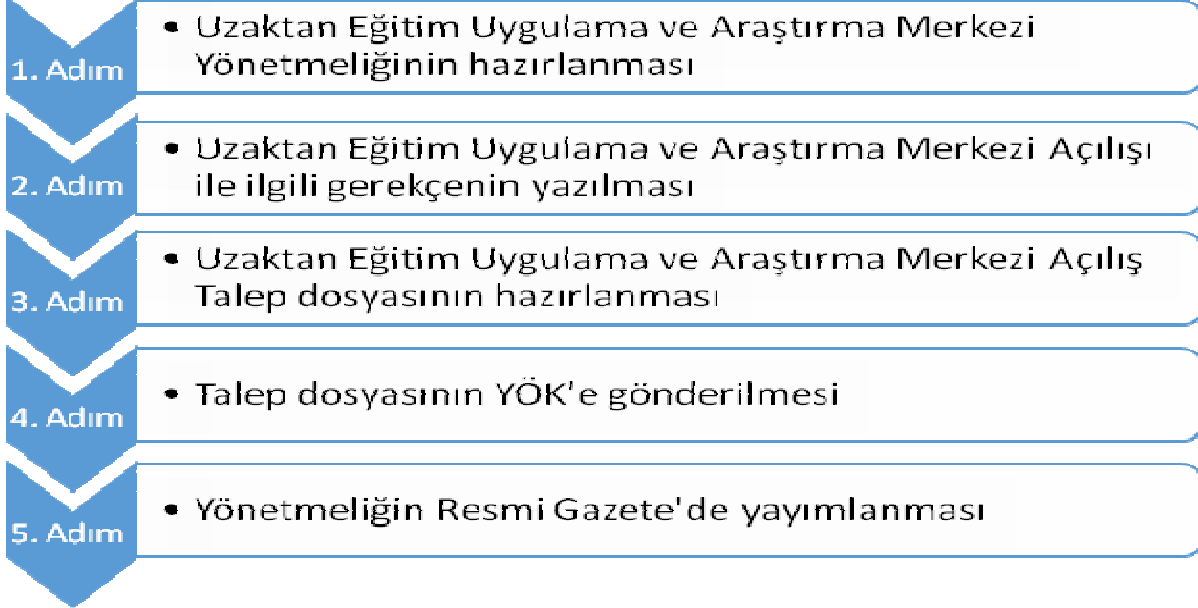 1. Adım
• Uzaktan Eğitim Uygulama ve Araştırma Merkezi
Yönetmeliğinin hazırlanması
2. Adım
• Uzaktan Eğitim Uygulama ve Araştırma Merkezi Açılışı
ile ilgili gerekçenin yazılması
3. Adım
• Uzaktan Eğitim Uygulama ve Araştırma Merkezi Açılış
Talep dosyasının hazırlanması
4. Adım
• Talep dosyasının YÖK'e gönderilmesi
5. Adım
• Yönetmeliğin Resmi Gazete'de yayımlanması